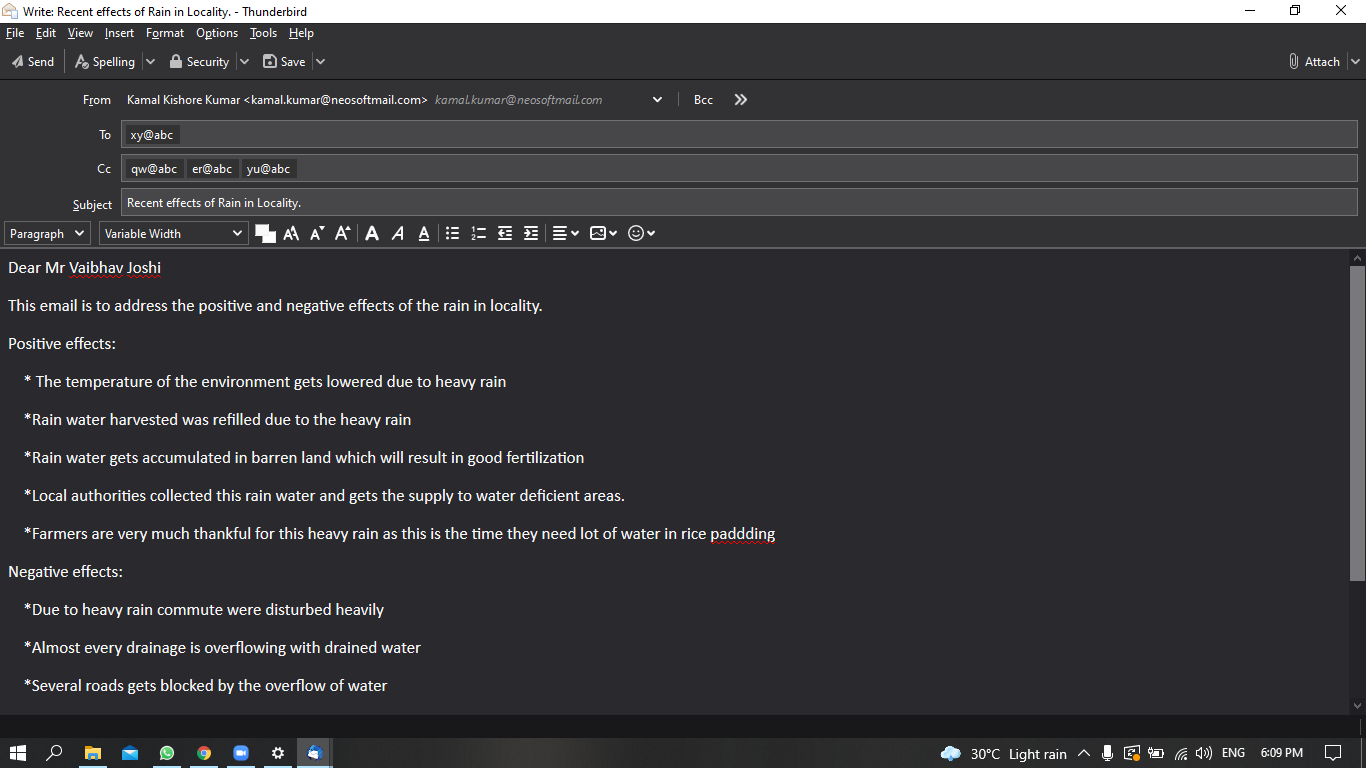 Write: Recent effects of Rain in Locality. - Thunderbird
File Edit View Insert Format Options Tools Help
Send Spelling Security Save Attach
From Kamal Kishore Kumar <kamal.kumar@neosoftmail.com> kamal.kumar@neosoftmail.com Bcc
To xy@abc
Cc qw@abc er@abc yu@abc
Subject Recent effects of Rain in Locality.
Paragraph Variable Width
Dear Mr Vaibhav Joshi
This email is to address the positive and negative effects of the rain in locality.
Positive effects:
* The temperature of the environment gets lowered due to heavy rain
*Rain water harvested was refilled due to the heavy rain
*Rain water gets accumulated in barren land which will result in good fertilization
*Local authorities collected this rain water and gets the supply to water deficient areas.
*Farmers are very much thankful for this heavy rain as this is the time they need lot of water in rice paddding
Negative effects:
*Due to heavy rain commute were disturbed heavily
*Almost every drainage is overflowing with drained water
*Several roads gets blocked by the overflow of water
30°C Light rain ENG 6:09 PM